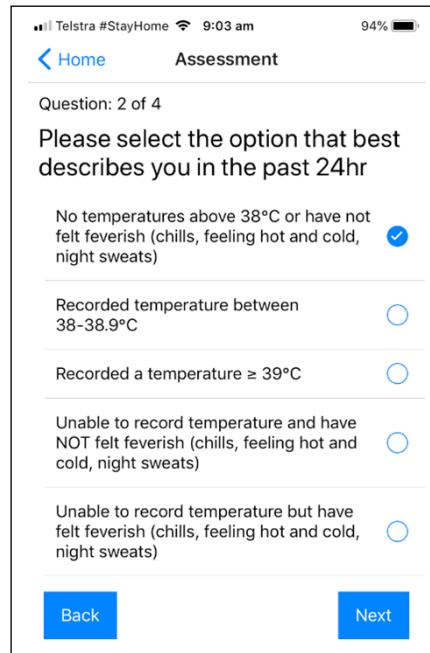 Telstra #StayHome 9:03 am 94%
Home Assessment
Question: 2 of 4
Please select the option that best
describes you in the past 24hr
No temperatures above 38°C or have not
felt feverish (chills, feeling hot and cold,
night sweats)
Recorded temperature between
38-38.9°C
Recorded a temperature ≥ 39°C
Unable to record temperature and have
NOT felt feverish (chills, feeling hot and
cold, night sweats)
Unable to record temperature but have
felt feverish (chills, feeling hot and cold,
night sweats)
Back Next